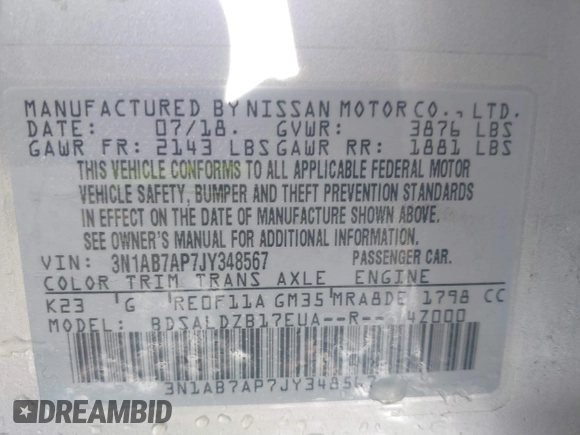 MANUFACTURED BY NISSAN MOTOR CO., LTD.
DATE: 07/18. GVWR: 3876 LBS
GAWR FR: 2143 LBS GAWR RR: 1881 LBS
THIS VEHICLE CONFORMS TO ALL APPLICABLE FEDERAL MOTOR
VEHICLE SAFETY, BUMPER AND THEFT PREVENTION STANDARDS
IN EFFECT ON THE DATE OF MANUFACTURE SHOWN ABOVE.
SEE OWNER'S MANUAL FOR ADDITIONAL INFORMATION.
VIN: 3N1AB7AP7JY348567 PASSENGER CAR.
COLOR TRIM TRANS AXLE ENGINE
K23 G RE0F11A GM35 MRA8DE 1798 CC
MODEL: BDSALDZB17EUA--R-- 4Z000
3N1AB7AP7JY348567
DREAMBID